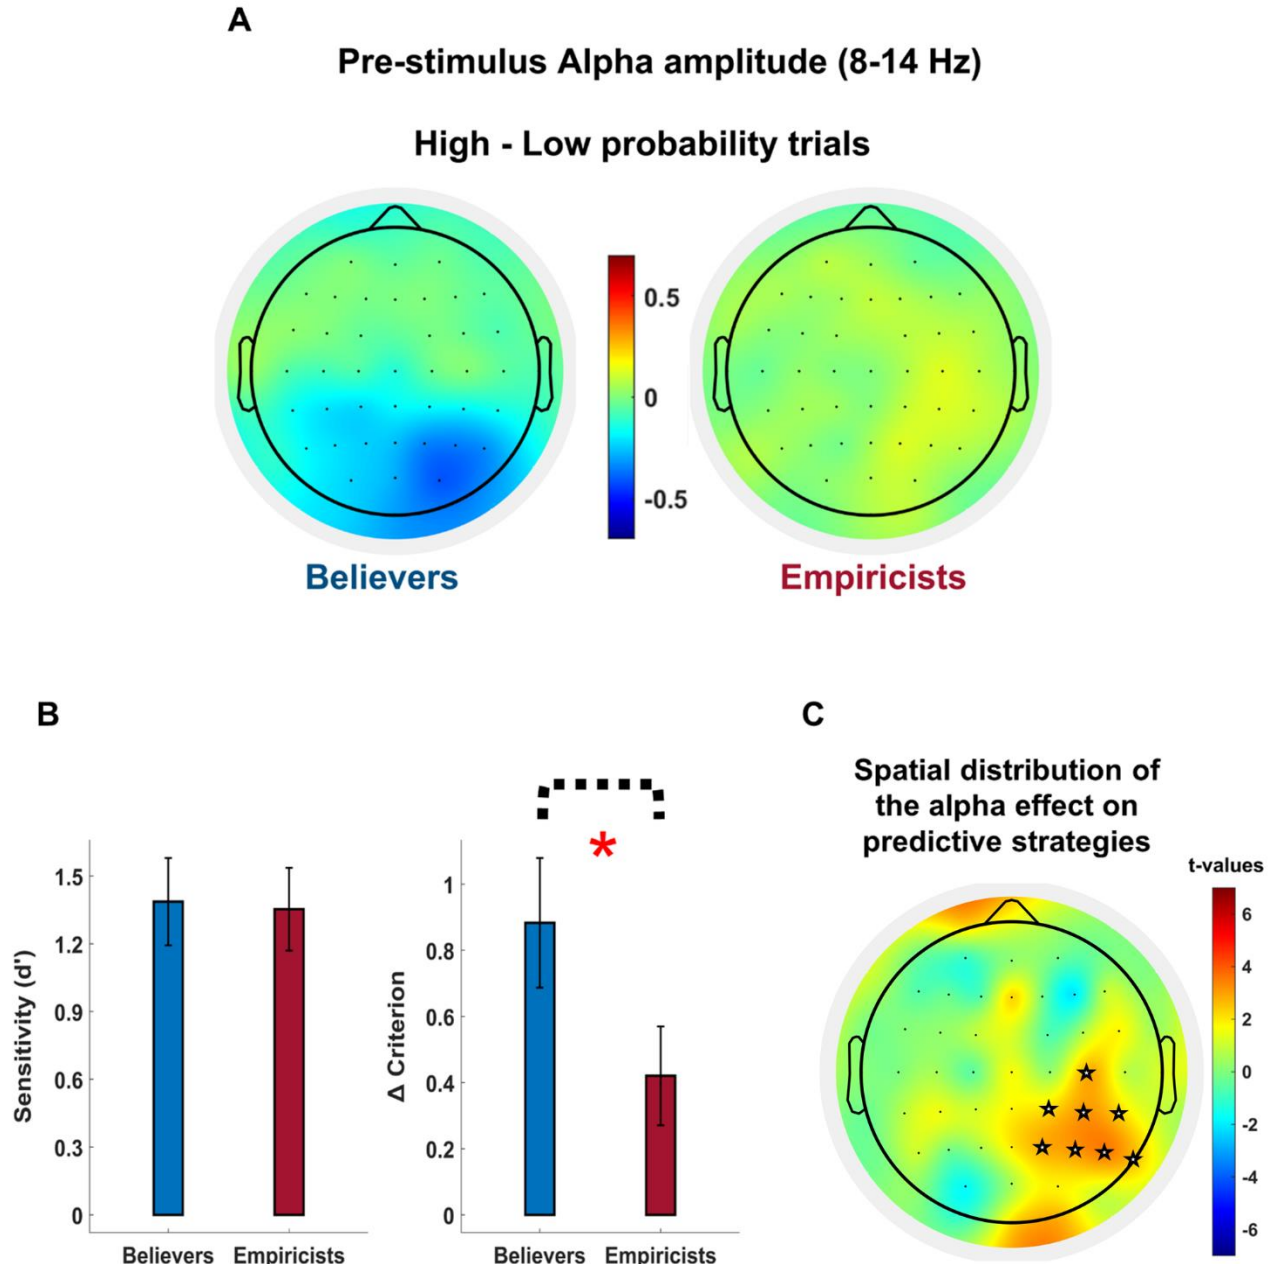 A
Pre-stimulus Alpha amplitude (8-14 Hz)
High - Low probability trials
0.5
0
-0.5
Believers
Empiricists
B
Sensitivity (d')
1.5
1.2
0.9
0.6
0.3
0
Believers
Empiricists
*
Δ Criterion
1
0.8
0.6
0.4
0.2
0
Believers
Empiricists
C
Spatial distribution of
the alpha effect on
predictive strategies
t-values
6
4
2
0
-2
-4
-6